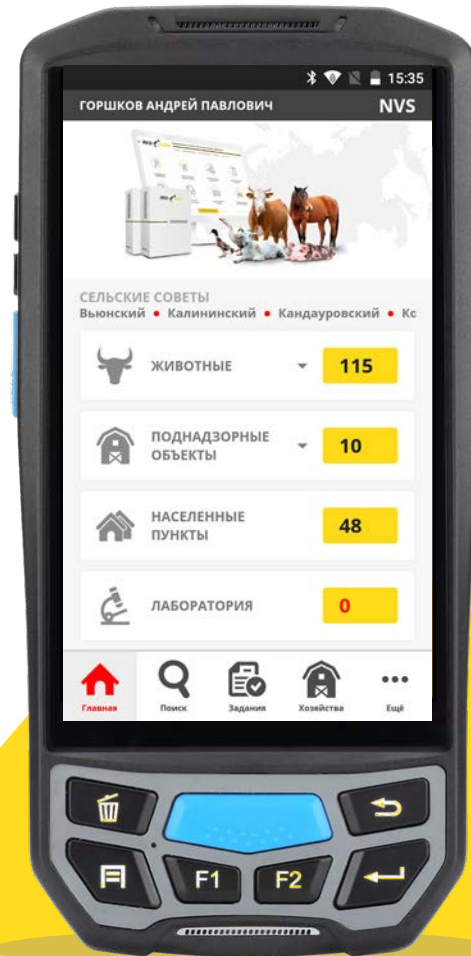 15:35
ГОРШКОВ АНДРЕЙ ПАВЛОВИЧ NVS
СЕЛЬСКИЕ СОВЕТЫ
Вьюнский • Калининский • Кандауровский • Ко
ЖИВОТНЫЕ 115
ПОДНАДЗОРНЫЕ
ОБЪЕКТЫ 10
НАСЕЛЕННЫЕ
ПУНКТЫ 48
ЛАБОРАТОРИЯ 0
Главная Поиск Задания Хозяйства Ещё
F1 F2